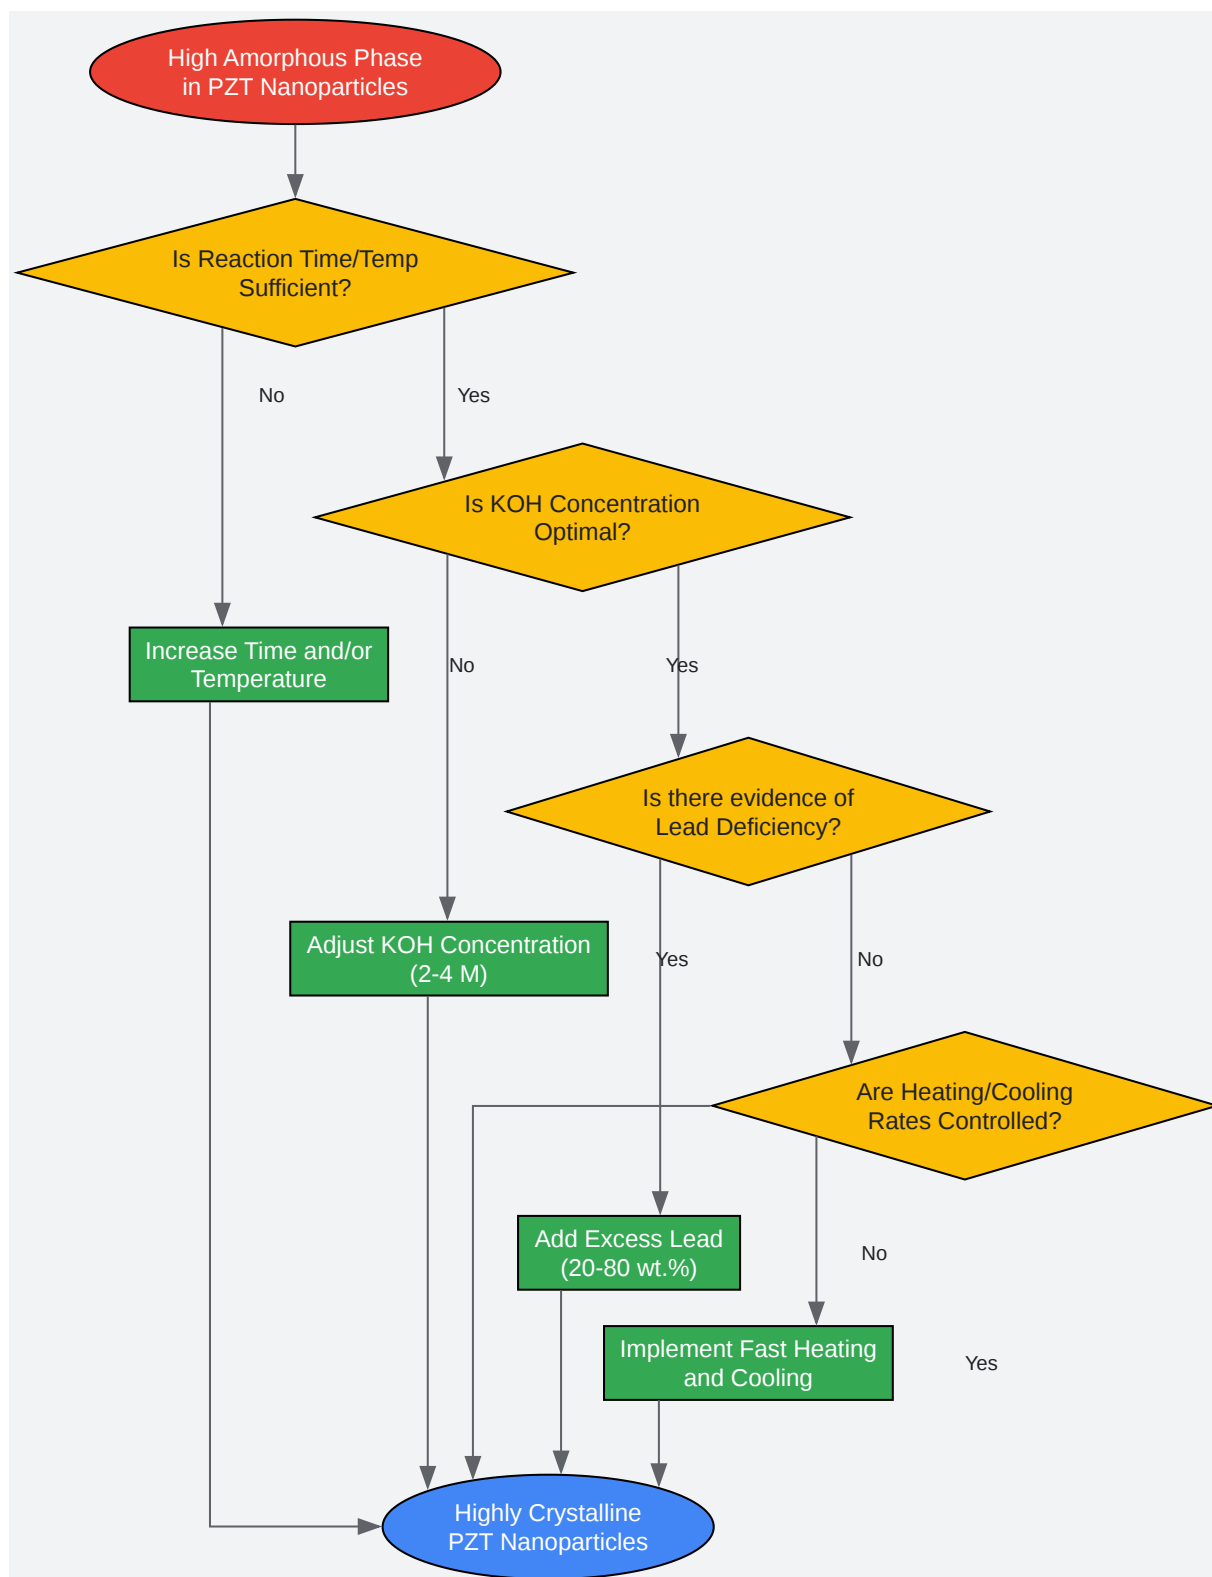 High Amorphous Phase
in PZT Nanoparticles
Is Reaction Time/Temp
Sufficient?
No
Yes
Is KOH Concentration
Optimal?
Increase Time and/or
Temperature
No
Yes
Is there evidence of
Lead Deficiency?
Adjust KOH Concentration
(2-4 M)
Yes
No
Are Heating/Cooling
Rates Controlled?
Add Excess Lead
(20-80 wt.%)
No
Implement Fast Heating
and Cooling
Yes
Highly Crystalline
PZT Nanoparticles